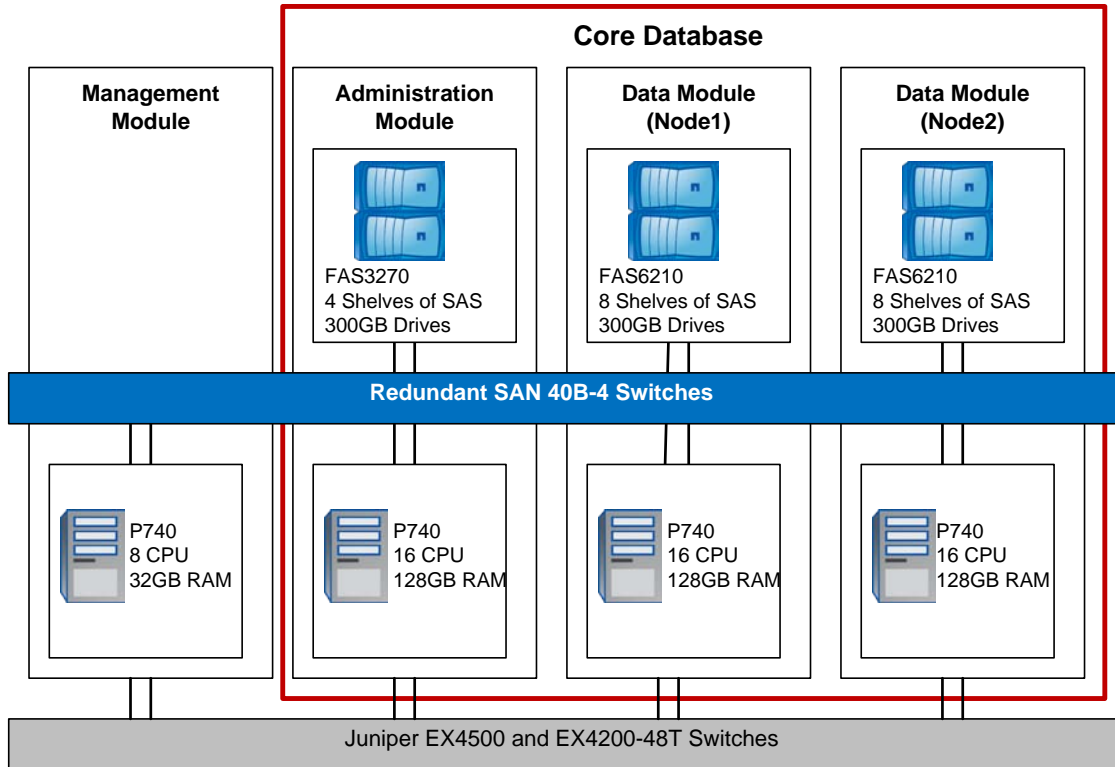 Core Database
Management
Module
Administration
Module
Data Module
(Node1)
Data Module
(Node2)
FAS3270
4 Shelves of SAS
300GB Drives
FAS6210
8 Shelves of SAS
300GB Drives
FAS6210
8 Shelves of SAS
300GB Drives
Redundant SAN 40B-4 Switches
P740
8 CPU
32GB RAM
P740
16 CPU
128GB RAM
P740
16 CPU
128GB RAM
P740
16 CPU
128GB RAM
Juniper EX4500 and EX4200-48T Switches